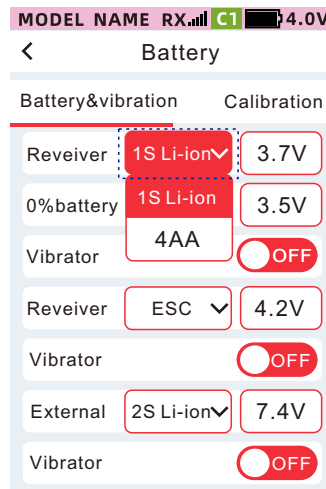 MODEL NAME RX C1 4.0V
Battery
Battery&vibration Calibration
Reveiver 1S Li-ion 3.7V
0%battery 1S Li-ion 3.5V
4AA
Vibrator OFF
Reveiver ESC 4.2V
Vibrator OFF
External 2S Li-ion 7.4V
Vibrator OFF